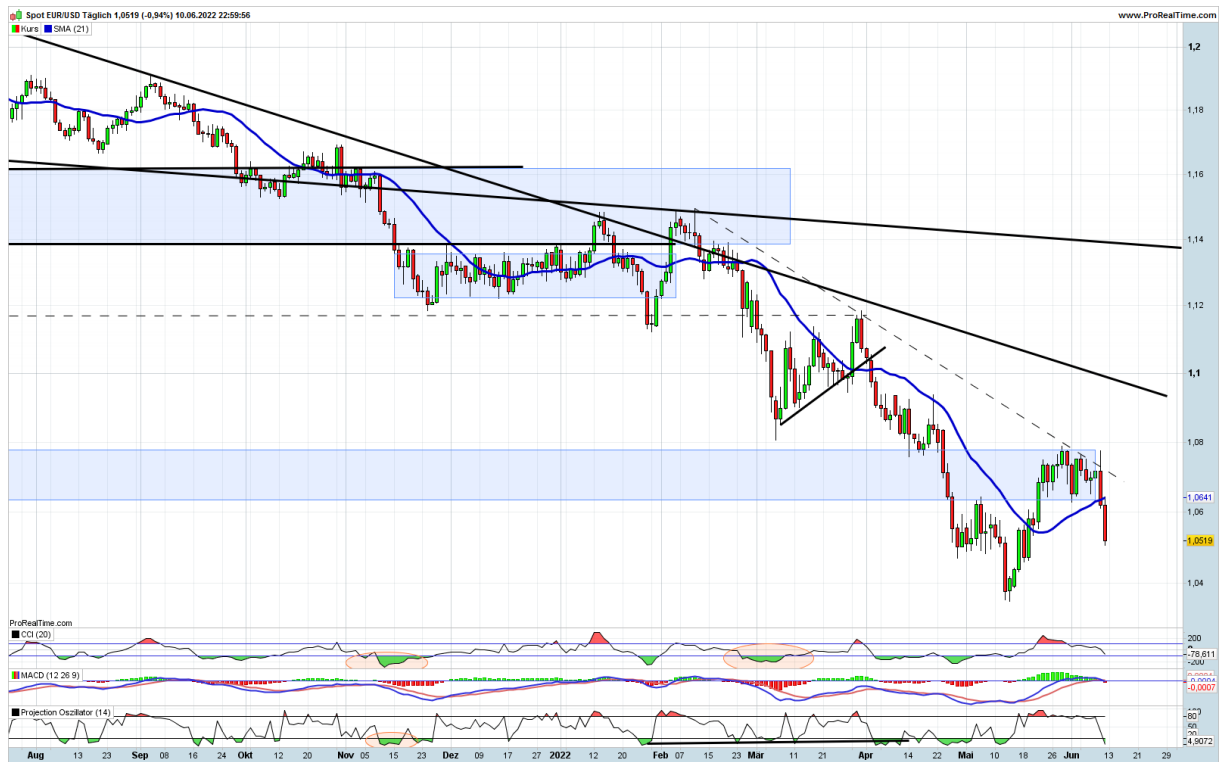 Spot EUR/USD Täglich 1,0519 (-0,94%) 10.06.2022 22:59:56
www.ProRealTime.com
Kurs SMA (21)
1,2
1,18
1,16
1,14
1,12
1,1
1,08
1,0641
1,06
1,0519
1,04
ProRealTime.com
CCI (20)
200
-78,611
-200
MACD (12 26 9)
-0,0004
-0,0007
Projection Oszillator (14)
80
50
20
4,9072
Aug 13 23 Sep 08 16 24 Okt 12 20 Nov 05 15 23 Dez 09 17 27 2022 12 20 Feb 07 15 23 Mär 11 21 Apr 14 22 Mai 10 18 26 Jun 13 21 29